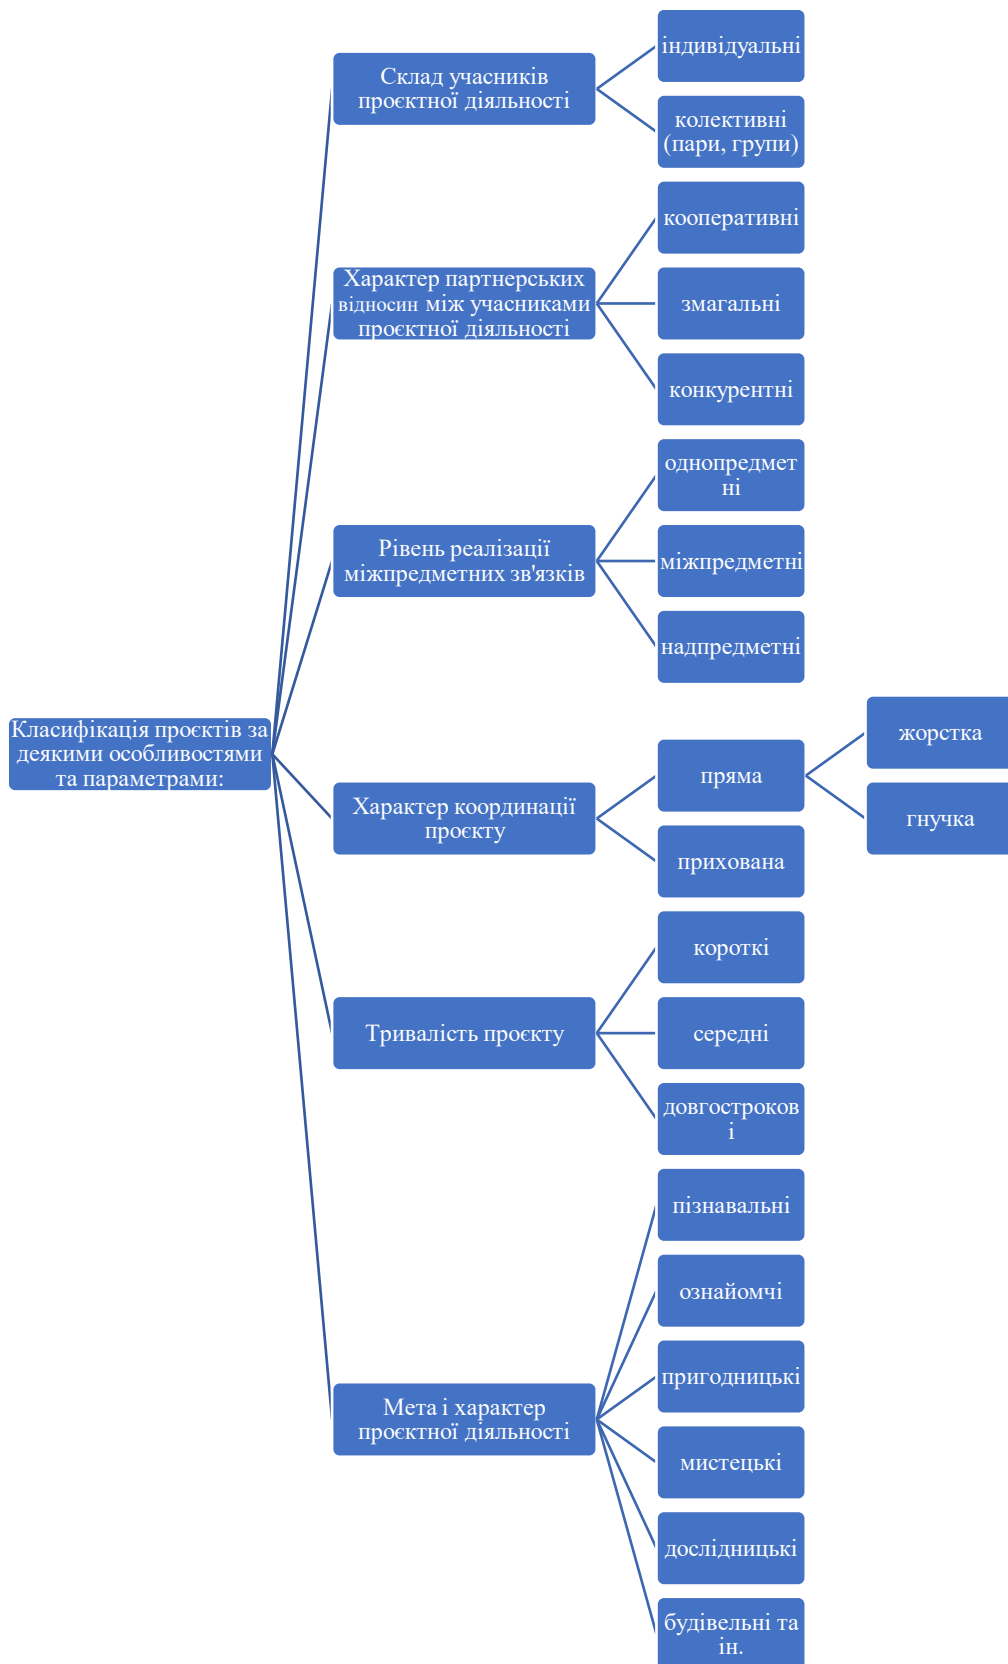 Класифікація проєктів за
деякими особливостями
та параметрами:
Склад учасників
проєктної діяльності
індивідуальні
колективні
(пари, групи)
Характер партнерських
відносин між учасниками
проєктної діяльності
кооперативні
змагальні
конкурентні
Рівень реалізації
міжпредметних зв'язків
однопредмет
ні
міжпредметні
надпредметні
Характер координації
проєкту
пряма
жорстка
гнучка
прихована
Тривалість проєкту
короткі
середні
довгостроков
і
Мета і характер
проєктної діяльності
пізнавальні
ознайомчі
пригодницькі
мистецькі
дослідницькі
будівельні та
ін.